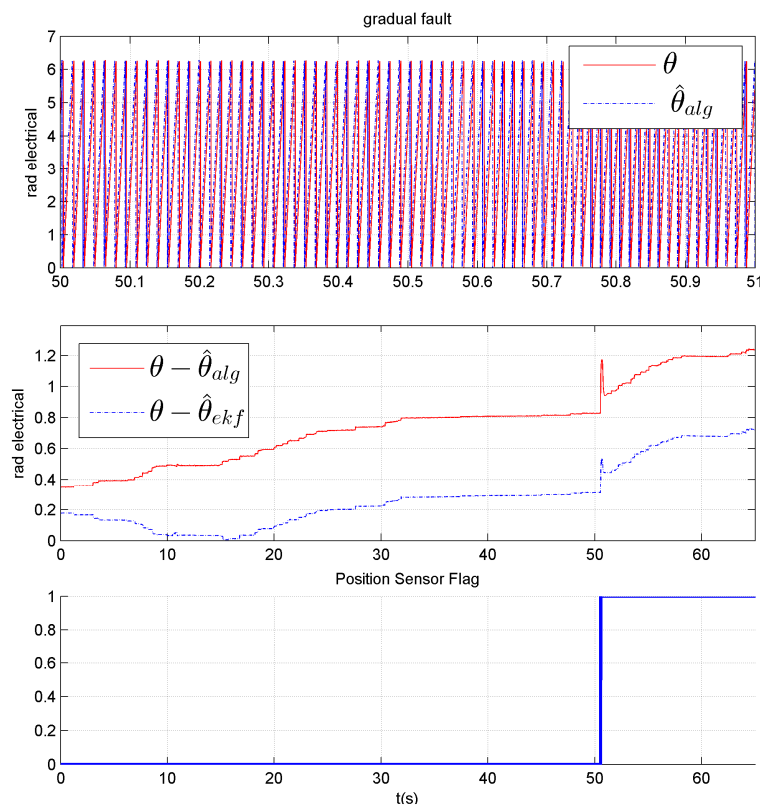 gradual fault
7
6
5
4
3
2
1
0
rad electrical
θ
θ̂alg
50 50.1 50.2 50.3 50.4 50.5 50.6 50.7 50.8 50.9 51
1.2
1
0.8
0.6
0.4
0.2
0
rad electrical
θ − θ̂alg
θ − θ̂ekf
0 10 20 30 40 50 60
Position Sensor Flag
1
0.8
0.6
0.4
0.2
0
0 10 20 30 40 50 60
t(s)